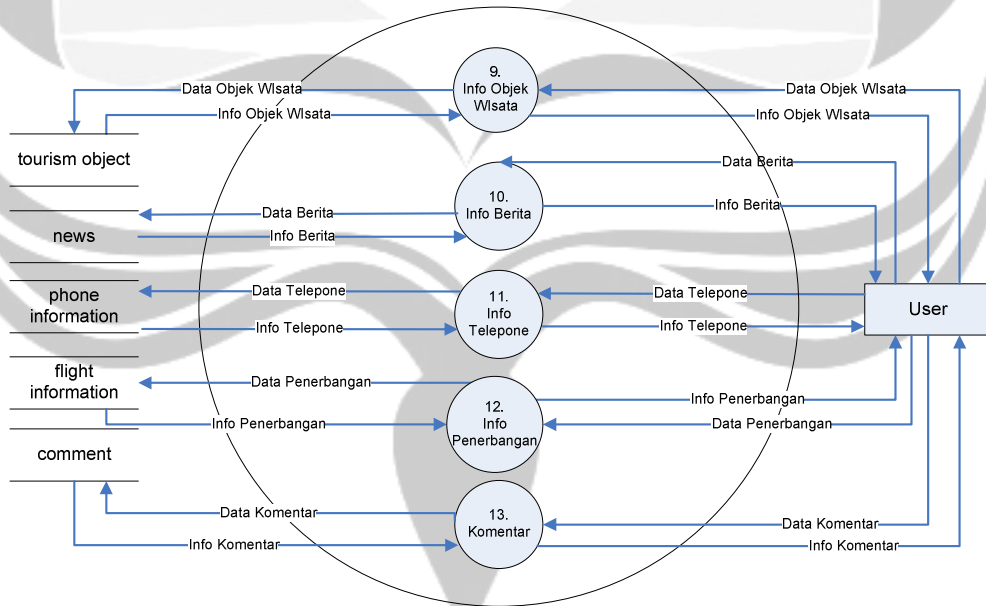 9.
Info Objek
WIsata
Data Objek WIsata
Data Objek WIsata
Info Objek WIsata
Info Objek WIsata
tourism object
Data Berita
10.
Info Berita
Data Berita
Info Berita
news
Info Berita
11.
Info
Telepone
Data Telepone
Data Telepone
phone
information
User
Info Telepone
Info Telepone
flight
information
Data Penerbangan
Info Penerbangan
12.
Info
Penerbangan
Info Penerbangan
Data Penerbangan
comment
13.
Komentar
Data Komentar
Data Komentar
Info Komentar
Info Komentar